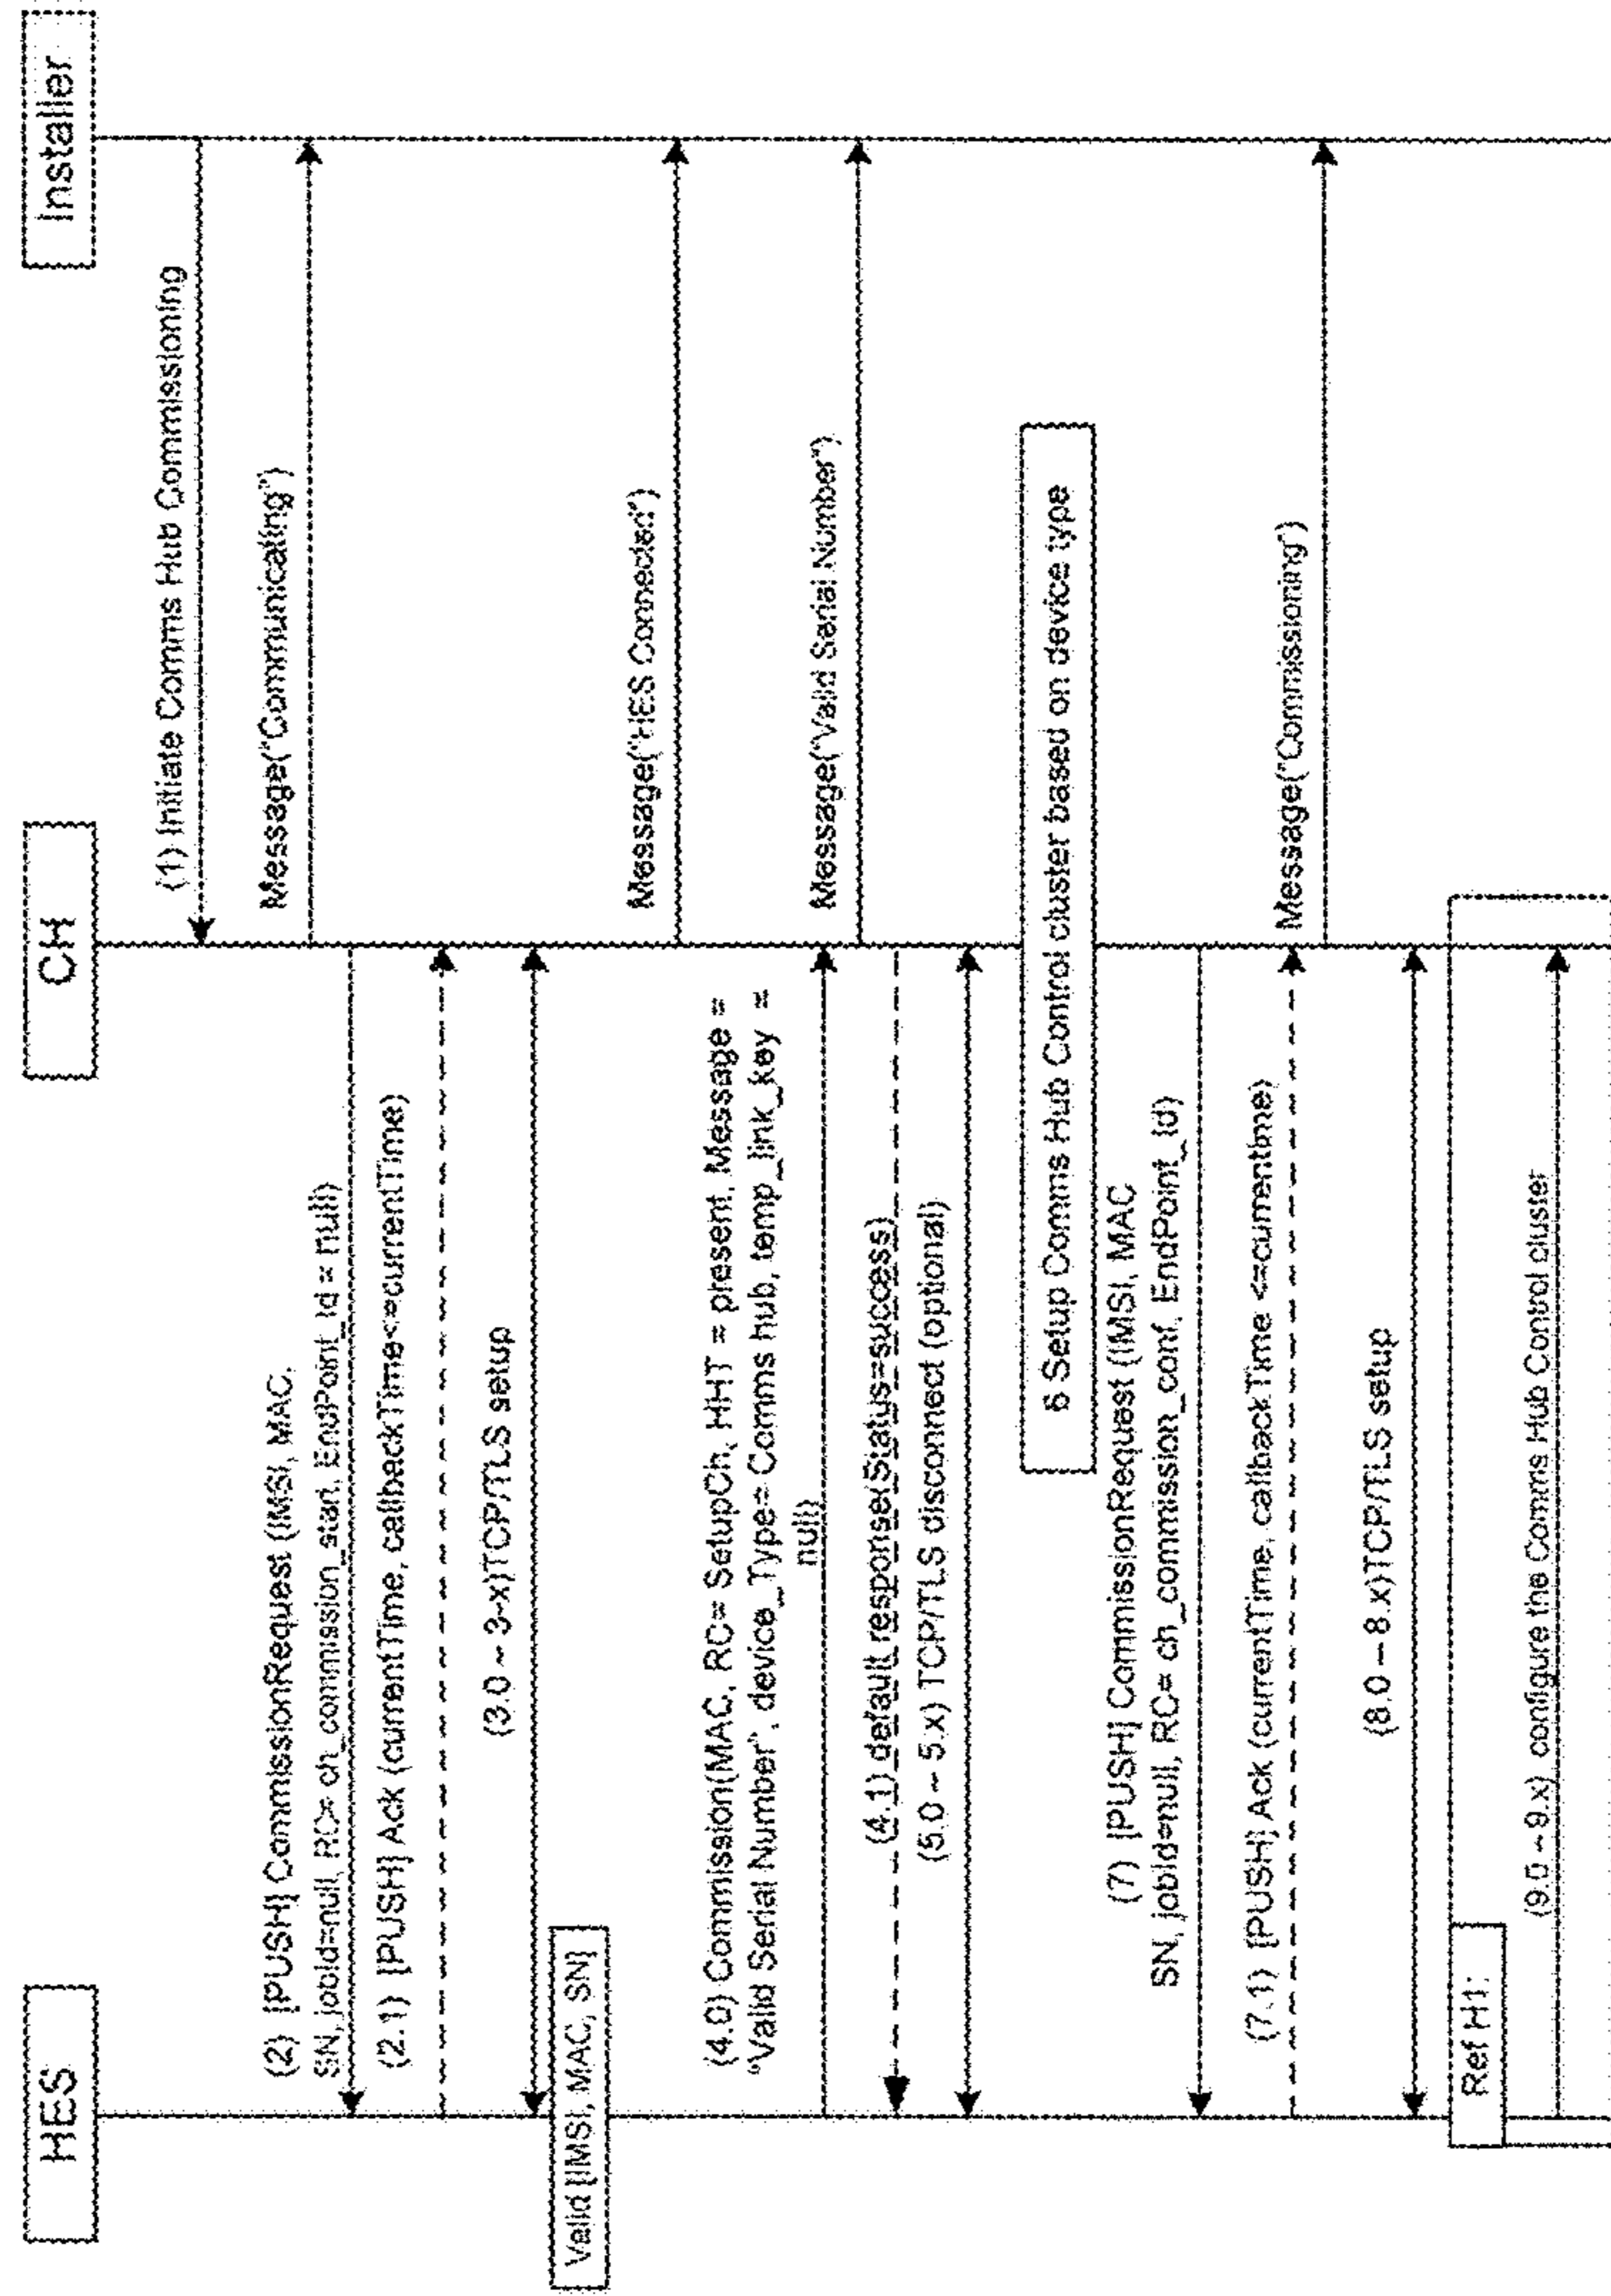 HES
CH
Installer
(1) Initiate Comms Hub Commissioning
Message("Communicating")
(2) [PUSH] CommissionRequest (IMSI, MAC,
SN, jobId=null, RC= ch_commision_start, EndPoint_Id = null)
(2.1) [PUSH] Ack (currentTime, callbackTime<=currentTime)
(3.0 ~ 3-x)TCP/TLS setup
Valid [IMSI, MAC, SN]
Message("HES Connected")
(4.0) Commission(MAC, RC= SetupCh, HHT = present, Message =
"Valid Serial Number", device_Type= Comms hub, temp_link_key =
null)
Message("Valid Serial Number")
(4.1) default response(Status=success)
(5.0 ~ 5.x) TCP/TLS disconnect (optional)
6 Setup Comms Hub Control cluster based on device type
(7) [PUSH] CommissionRequest (IMSI, MAC
SN, jobId=null, RC= ch_commission_conf, EndPoint_Id)
(7.1) [PUSH] Ack (currentTime, callbackTime <=currentime)
Message("Commissioning")
(8.0 – 8.x)TCP/TLS setup
Ref H1:
(9.0 ~ 9.x) configure the Comms Hub Control cluster